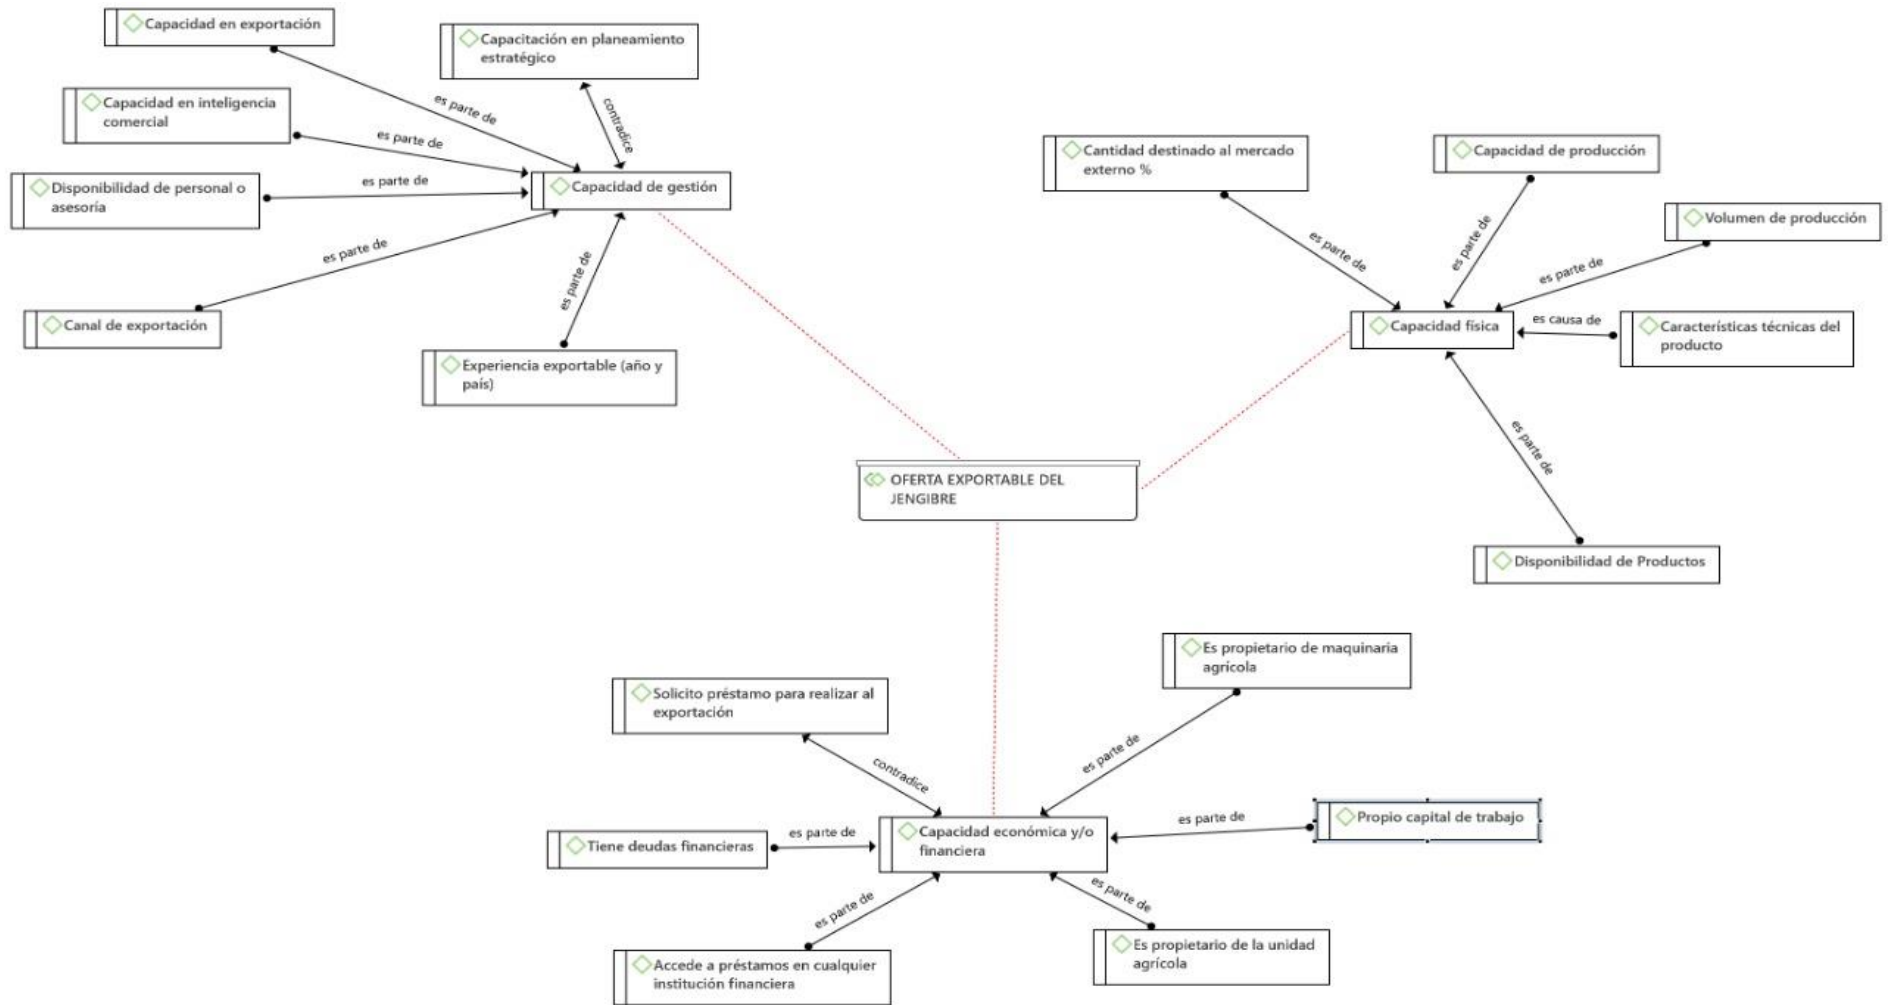 Capacidad en exportación
Capacitación en planeamiento
estratégico
es parte de
contradice
Capacidad en inteligencia
comercial
es parte de
Disponibilidad de personal o
asesoría
es parte de
Capacidad de gestión
es parte de
Canal de exportación
es parte de
Experiencia exportable (año y
país)
Cantidad destinado al mercado
externo %
Capacidad de producción
Volumen de producción
es parte de
es parte de
es parte de
Capacidad física
es causa de
Características técnicas del
producto
es parte de
Disponibilidad de Productos
OFERTA EXPORTABLE DEL
JENGIBRE
Es propietario de maquinaria
agrícola
Solicito préstamo para realizar al
exportación
contradice
es parte de
Tiene deudas financieras
es parte de
Capacidad económica y/o
financiera
es parte de
Propio capital de trabajo
es parte de
es parte de
Accede a préstamos en cualquier
institución financiera
Es propietario de la unidad
agrícola